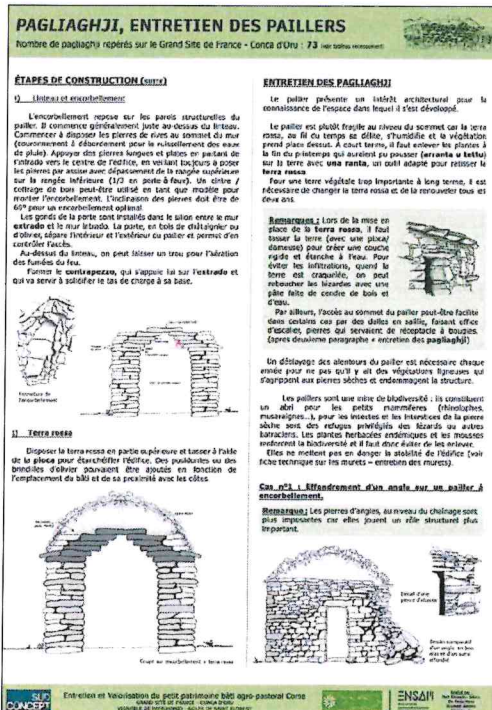 PAGLIAGHJI, ENTRETIEN DES PAILLERS
Nombre de pagliaghji repérés sur le Grand Site de France - Conca d'Oru : 73
ÉTAPES DE CONSTRUCTION (SUITE)
i) Linteau et encorbellement
L'encorbellement repose sur les parois structurelles du
pailler. Il commence généralement juste au-dessus du linteau.
Commencer à disposer les pierres de rives au sommet du mur
(couronnement à débordement pour le ruissellement des eaux
de pluie). Appuyer des pierres longues et plates en partant de
l'intrado vers le centre de l'édifice, en veillant toujours à poser
les pierres par assise avec dépassement de la rangée supérieure
sur la rangée inférieure (1/3 en porte-à-faux). Un cintre /
coffrage de bois peut-être utilisé en tant que modèle pour
monter l'encorbellement. L'inclinaison des pierres doit être de
60° pour un encorbellement optimal.
Les gonds de la porte sont installés dans le sillon entre le mur
extrado et le mur intrado. La porte, en bois de châtaignier ou
d'olivier, sépare l'intérieur et l'extérieur du pailler et permet d'en
contrôler l'accès.
Au-dessus du linteau, on peut laisser un trou pour l'aération
des fumées du feu.
Former le contrapezzu, qui s'appuie lui sur l'extrado et
qui va servir à solidifier le tas de charge à sa base.
Fermeture de
l'encorbellement
j) Terra rossa
Disposer la terra rossa en partie supérieure et tasser à l'aide
de la piocca pour étanchéifier l'édifice. Des posidonies ou des
brindilles d'olivier pouvaient être ajoutés en fonction de
l'emplacement du bâti et de sa proximité avec les côtes.
Coupe sur encorbellement + terra rossa
ENTRETIEN DES PAGLIAGHJI
Le pailler présente un intérêt architectural pour la
connaissance de l'espace dans lequel il s'est développé.
Le pailler est plutôt fragile au niveau du sommet car la terra
rossa, au fil du temps se délite, s'humidifie et la végétation
prend place dessus. À court terme, il faut enlever les plantes à
la fin du printemps qui auraient pu pousser (arranta u tettu)
sur la terre avec una ranta, un outil adapté pour ratisser la
terra rossa
Pour une terre végétale trop importante à long terme, il est
nécessaire de changer la terra rossa et de la renouveler tous les
deux ans.
Remarques : Lors de la mise en
place de la terra rossa, il faut
tasser la terre (avec une placa/
dameuse) pour créer une couche
rigide et étanche à l'eau. Pour
éviter les infiltrations, quand la
terre est craquelée, on peut
reboucher les lézardes avec une
pâte faite de cendre de bois et
d'eau.
Par ailleurs, l'accès au sommet du pailler peut-être facilité
dans certains cas par des dalles en saillie, faisant office
d'escalier, pierres qui servaient de réceptacle à bougies.
(apres deuxieme paragraphe « entretien des pagliaghji)
Un détoyage des alentours du pailler est nécessaire chaque
année pour ne pas qu'il y ait des végétations ligneuses qui
s'agrippent aux pierres sèches et endommagent la structure.
Les paillers sont une mine de biodiversité : ils constituent
un abri pour les petits mammifères (rhinolophes,
musaraignes...), pour les insectes et les interstices de la pierre
sèche sont des refuges privilégiés des lézards ou autres
batraciens. Les plantes herbacées endémiques et les mousses
renforcent la biodiversité et il faut donc éviter de les enlever.
Elles ne mettent pas en danger la stabilité de l'édifice (voir
fiche technique sur les murets – entretien des murets).
Cas n°1 : Effondrement d'un angle sur un pailler à
encorbellement.
Remarque : Les pierres d'angles, au niveau du chainage sont
plus imposantes car elles jouent un rôle structurel plus
important.
Détail d'une
pierre d'attente
SUD
CONCEPT
Entretien et Valorisation du petit patrimoine bâti agro-pastoral Corse
GRAND SITE DE FRANCE - CONCA D'ORU
ENSAM